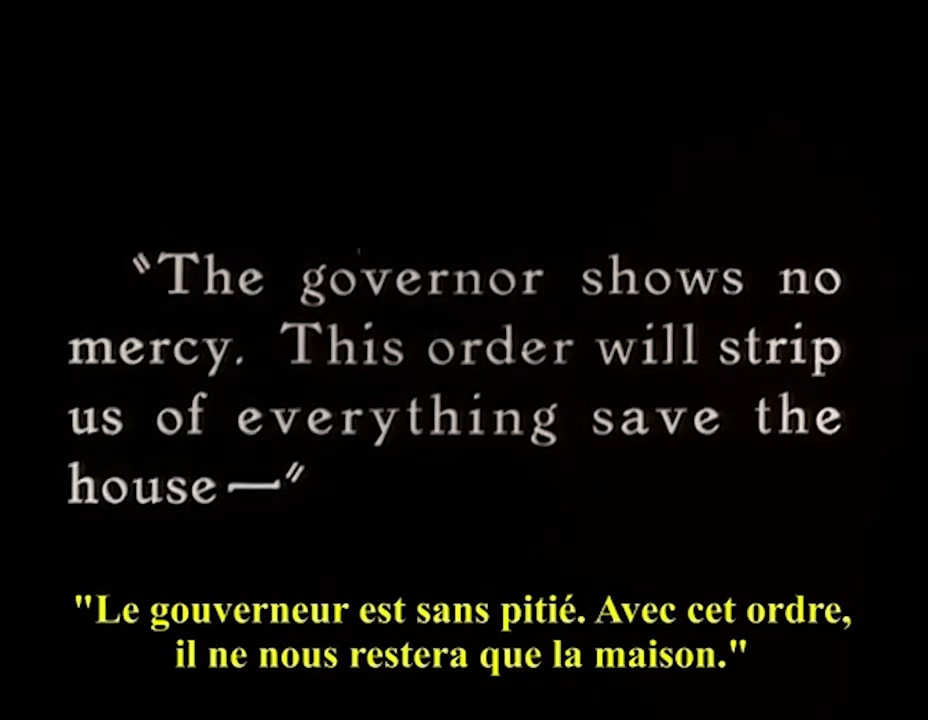 "The governor shows no
mercy. This order will strip
us of everything save the
house—"
"Le gouverneur est sans pitié. Avec cet ordre,
il ne nous restera que la maison."